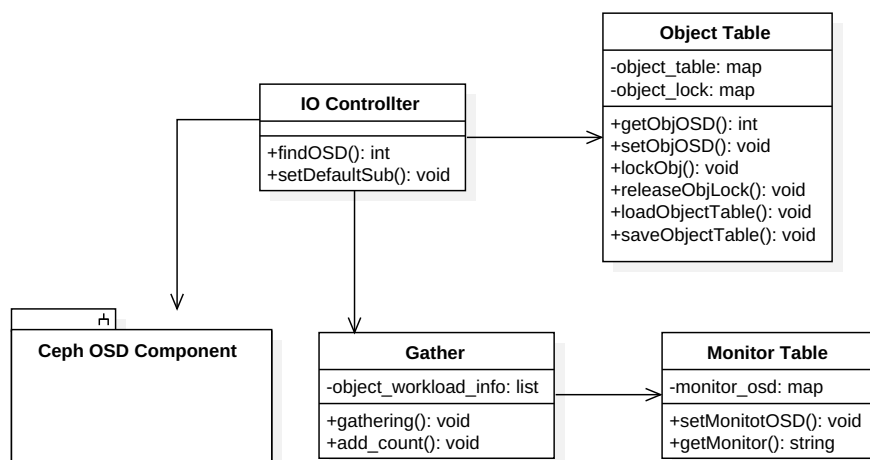 Object Table
-object_table: map
-object_lock: map
+getObjOSD(): int
+setObjOSD(): void
+lockObj(): void
+releaseObjLock(): void
+loadObjectTable(): void
+saveObjectTable(): void
IO Controllter
+findOSD(): int
+setDefaultSub(): void
Ceph OSD Component
Gather
-object_workload_info: list
+gathering(): void
+add_count(): void
Monitor Table
-monitor_osd: map
+setMonitotOSD(): void
+getMonitor(): string